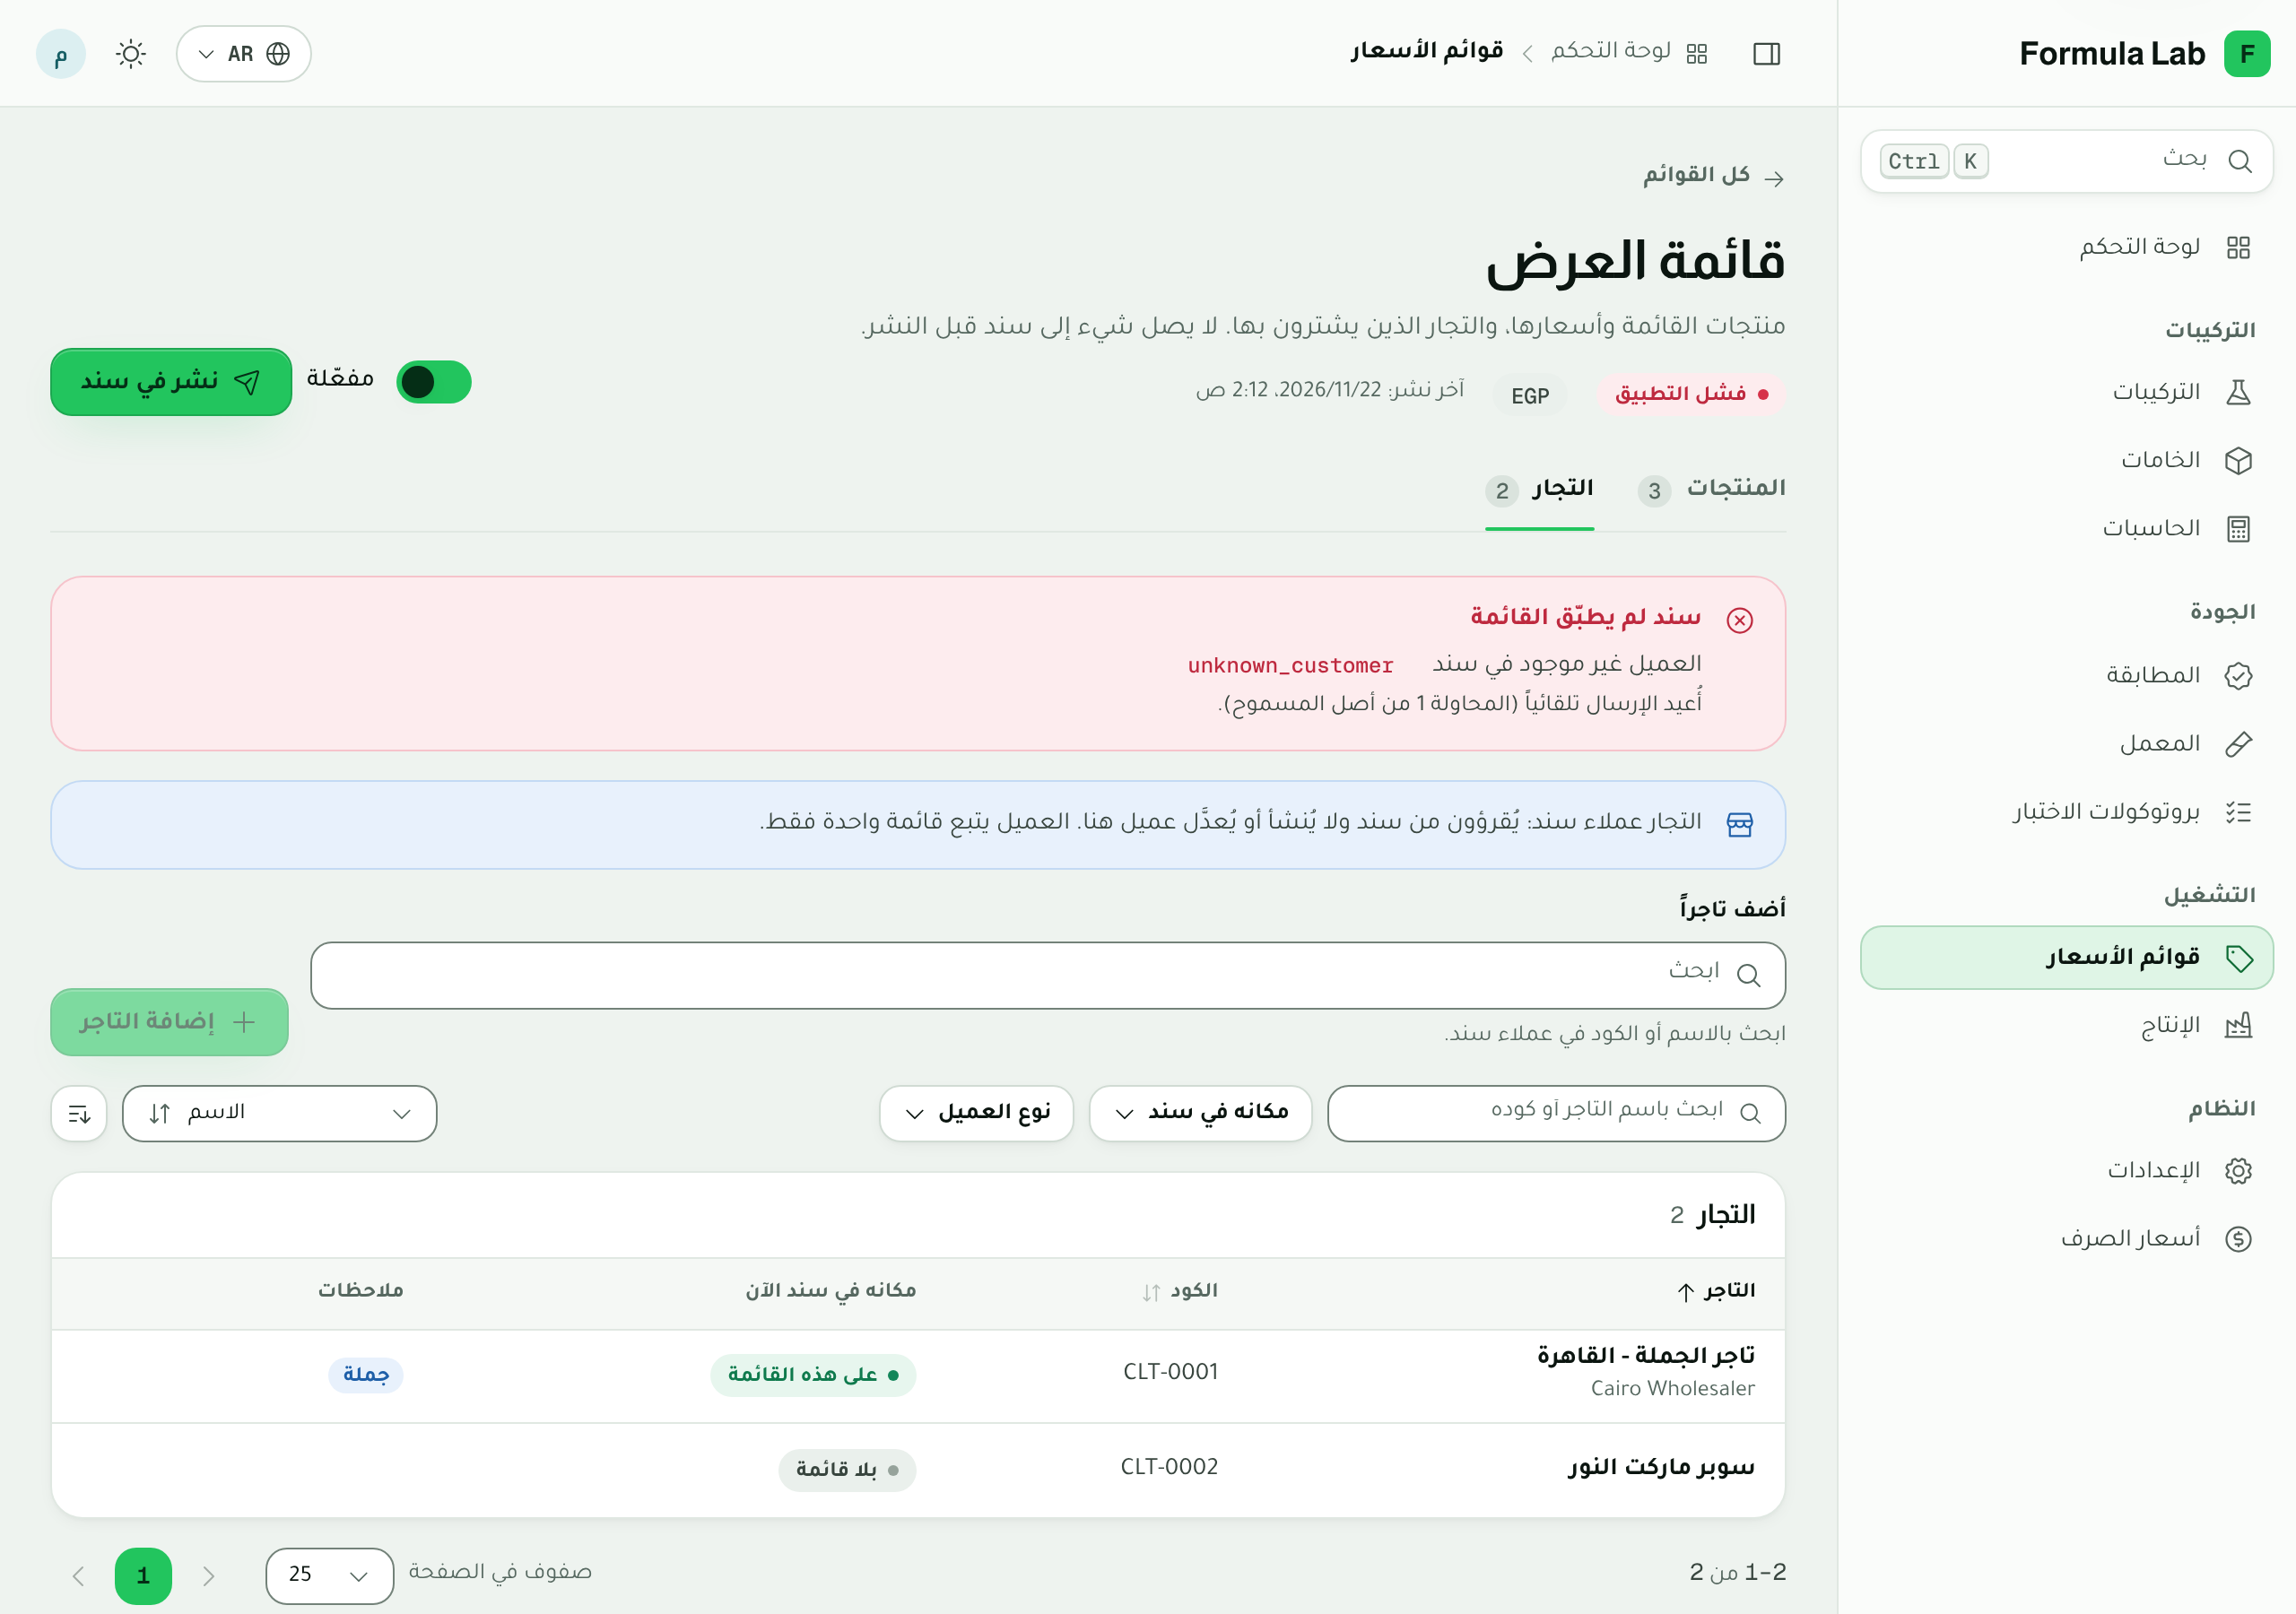 Formula Lab
F
بحث
Ctrl K
لوحة التحكم
التركيبات
التركيبات
الخامات
الحاسبات
الجودة
المطابقة
المعمل
بروتوكولات الاختبار
التشغيل
قوائم الأسعار
الإنتاج
النظام
الإعدادات
أسعار الصرف
لوحة التحكم
قوائم الأسعار
AR
م
كل القوائم
قائمة العرض
منتجات القائمة وأسعارها، والتجار الذين يشترون بها. لا يصل شيء إلى سند قبل النشر.
فشل التطبيق
EGP
آخر نشر: 2026/11/22، 2:12 ص
مفعّلة
نشر في سند
المنتجات 3
التجار 2
سند لم يطبّق القائمة
العميل غير موجود في سند unknown_customer
أُعيد الإرسال تلقائياً (المحاولة 1 من أصل المسموح).
التجار عملاء سند: يُقرؤون من سند ولا يُنشأ أو يُعدَّل عميل هنا. العميل يتبع قائمة واحدة فقط.
أضف تاجراً
ابحث
إضافة التاجر
ابحث بالاسم أو الكود في عملاء سند.
ابحث باسم التاجر أو كوده
مكانه في سند
نوع العميل
الاسم
التجار 2
التاجر
الكود
مكانه في سند الآن
ملاحظات
تاجر الجملة - القاهرة
Cairo Wholesaler
CLT-0001
على هذه القائمة
جملة
سوبر ماركت النور
CLT-0002
بلا قائمة
1–2 من 2
صفوف في الصفحة
25
1